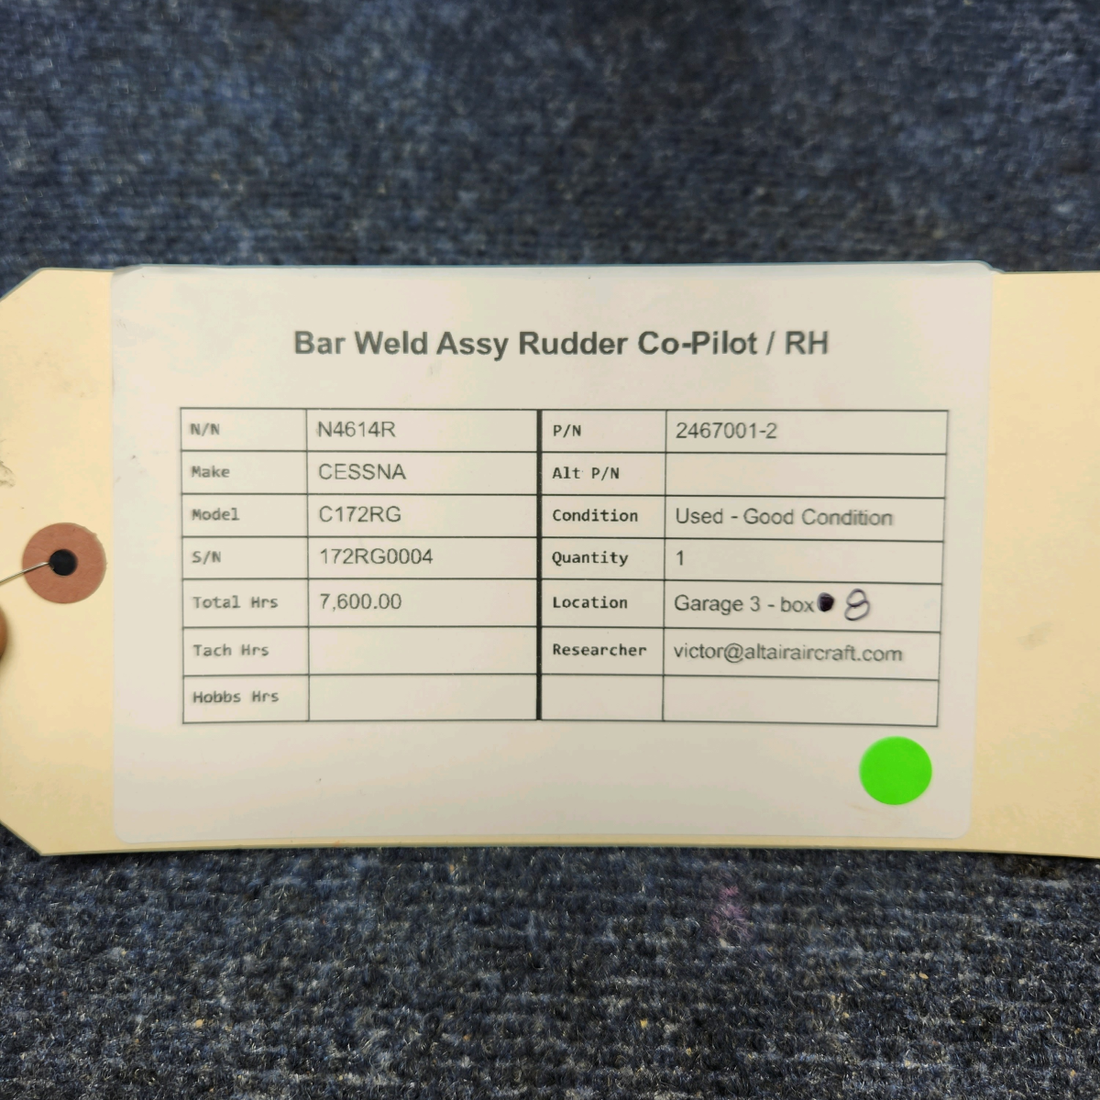 Bar Weld Assy Rudder Co-Pilot / RH
N/N N4614R P/N 2467001-2
Make CESSNA Alt P/N
Model C172RG Condition Used - Good Condition
S/N 172RG0004 Quantity 1
Total Hrs 7,600.00 Location Garage 3 - box 8
Tach Hrs Researcher victor@altairaircraft.com
Hobbs Hrs